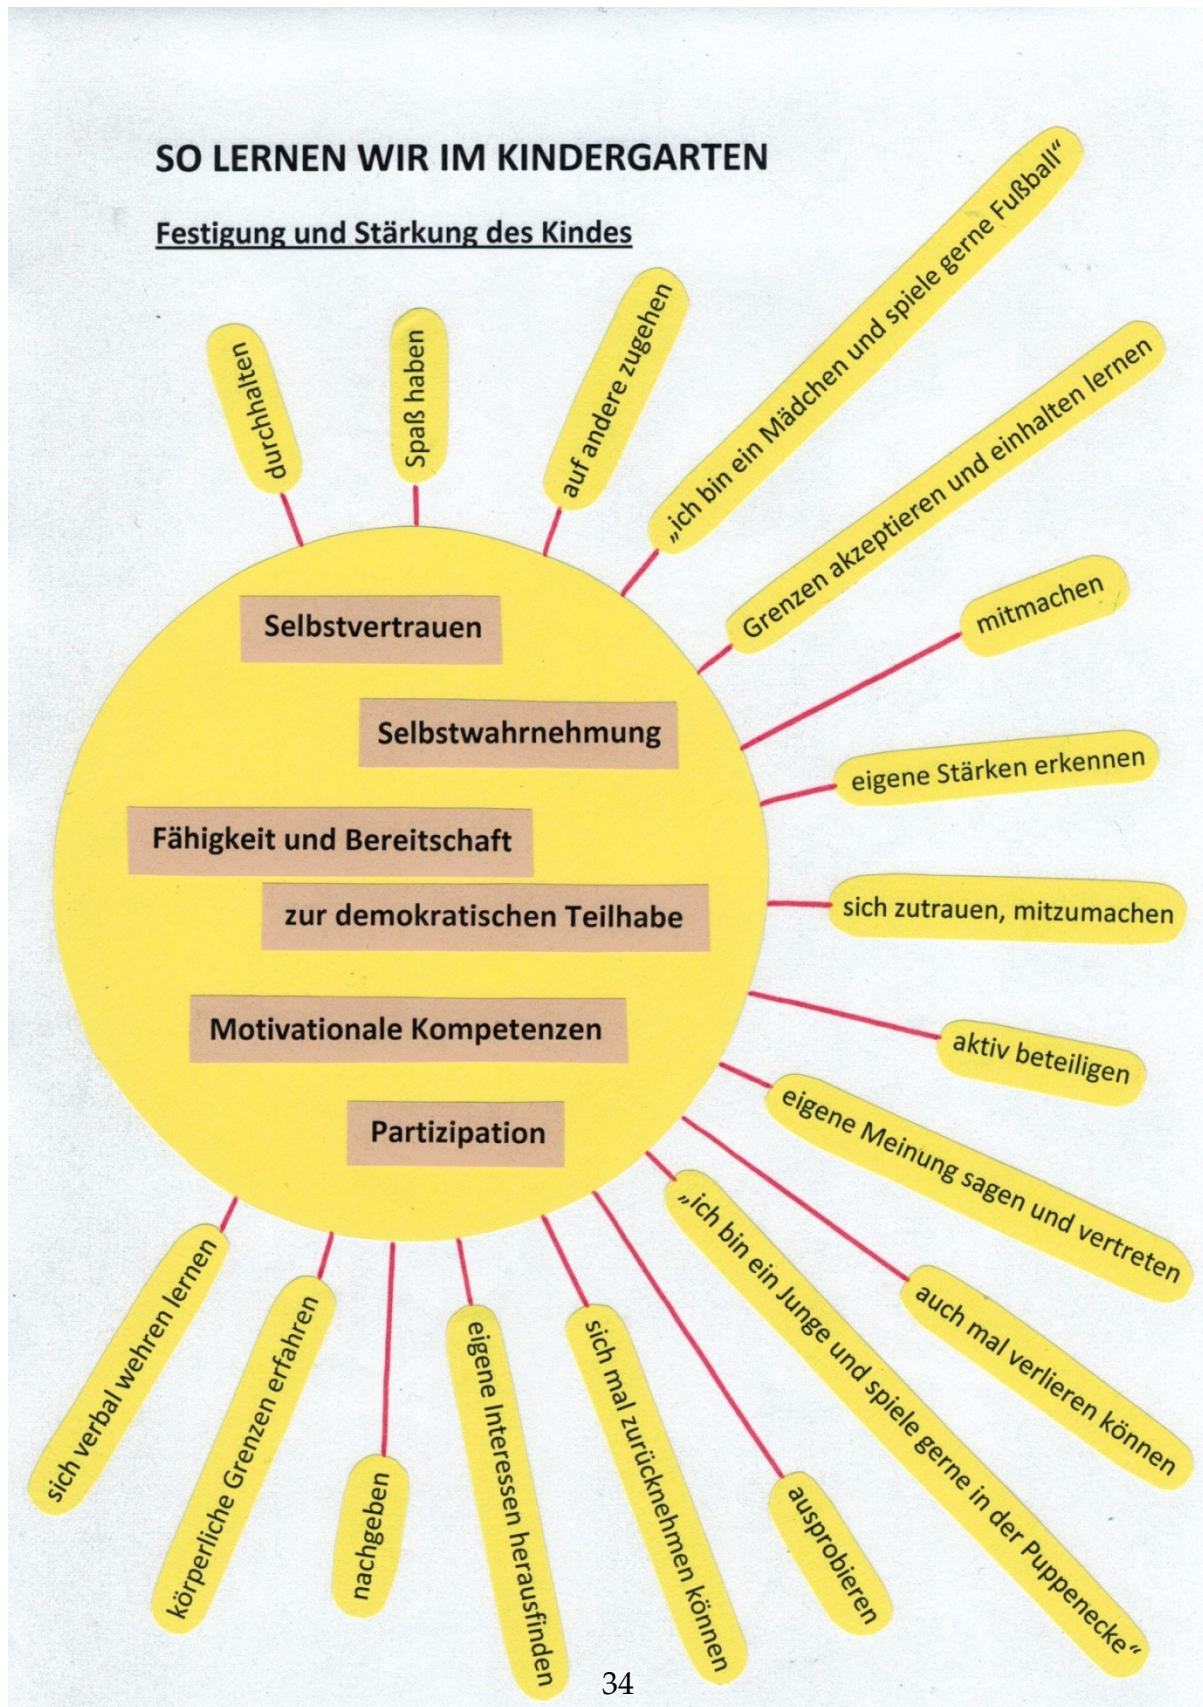 SO LERNEN WIR IM KINDERGARTEN
Festigung und Stärkung des Kindes
durchhalten
Spaß haben
auf andere zugehen
„ich bin ein Mädchen und spiele gerne Fußball“
Grenzen akzeptieren und einhalten lernen
mitmachen
eigene Stärken erkennen
sich zutrauen, mitzumachen
aktiv beteiligen
eigene Meinung sagen und vertreten
auch mal verlieren können
„ich bin ein Junge und spiele gerne in der Puppenecke“
ausprobieren
sich mal zurücknehmen können
eigene Interessen herausfinden
nachgeben
körperliche Grenzen erfahren
sich verbal wehren lernen
Selbstvertrauen
Selbstwahrnehmung
Fähigkeit und Bereitschaft
zur demokratischen Teilhabe
Motivationale Kompetenzen
Partizipation
34